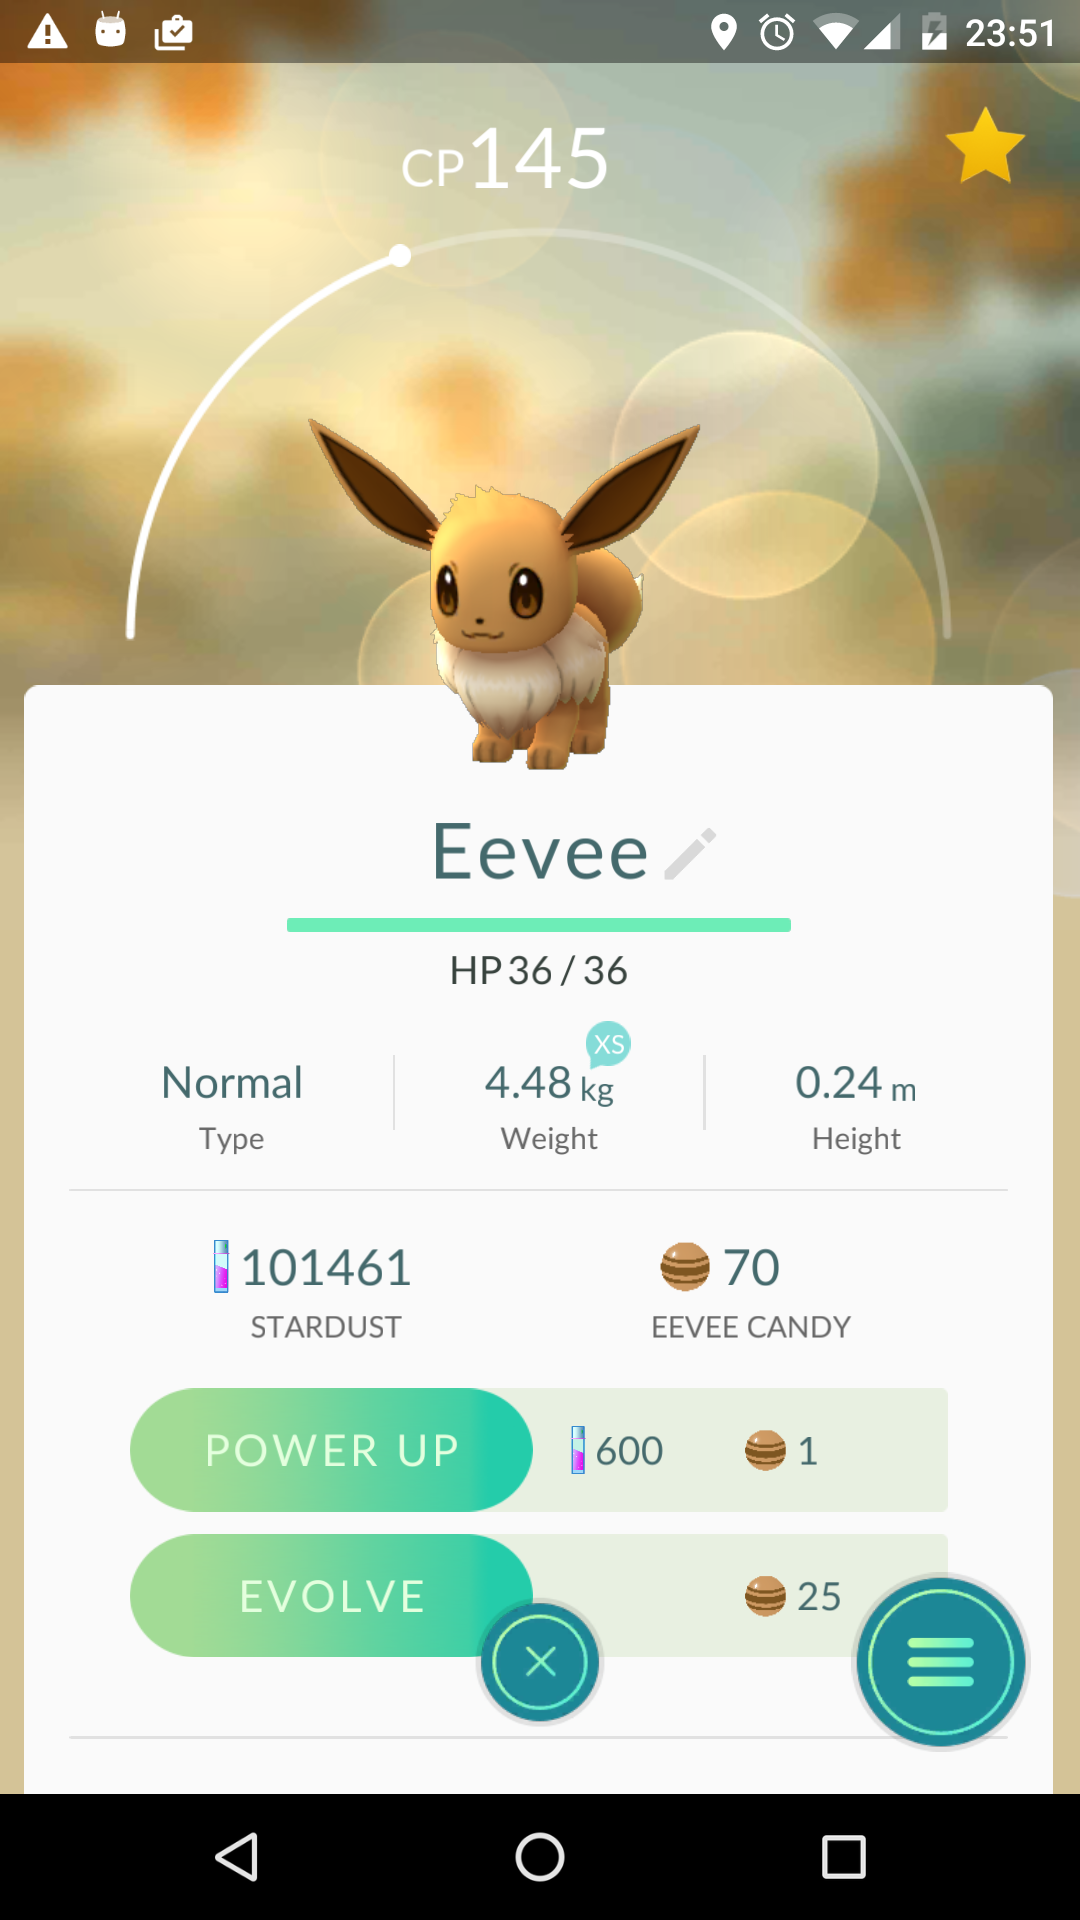 23:51
CP145
Eevee
HP 36 / 36
XS
Normal 4.48 kg 0.24 m
Type Weight Height
101461 70
STARDUST EEVEE CANDY
POWER UP 600 1
EVOLVE 25